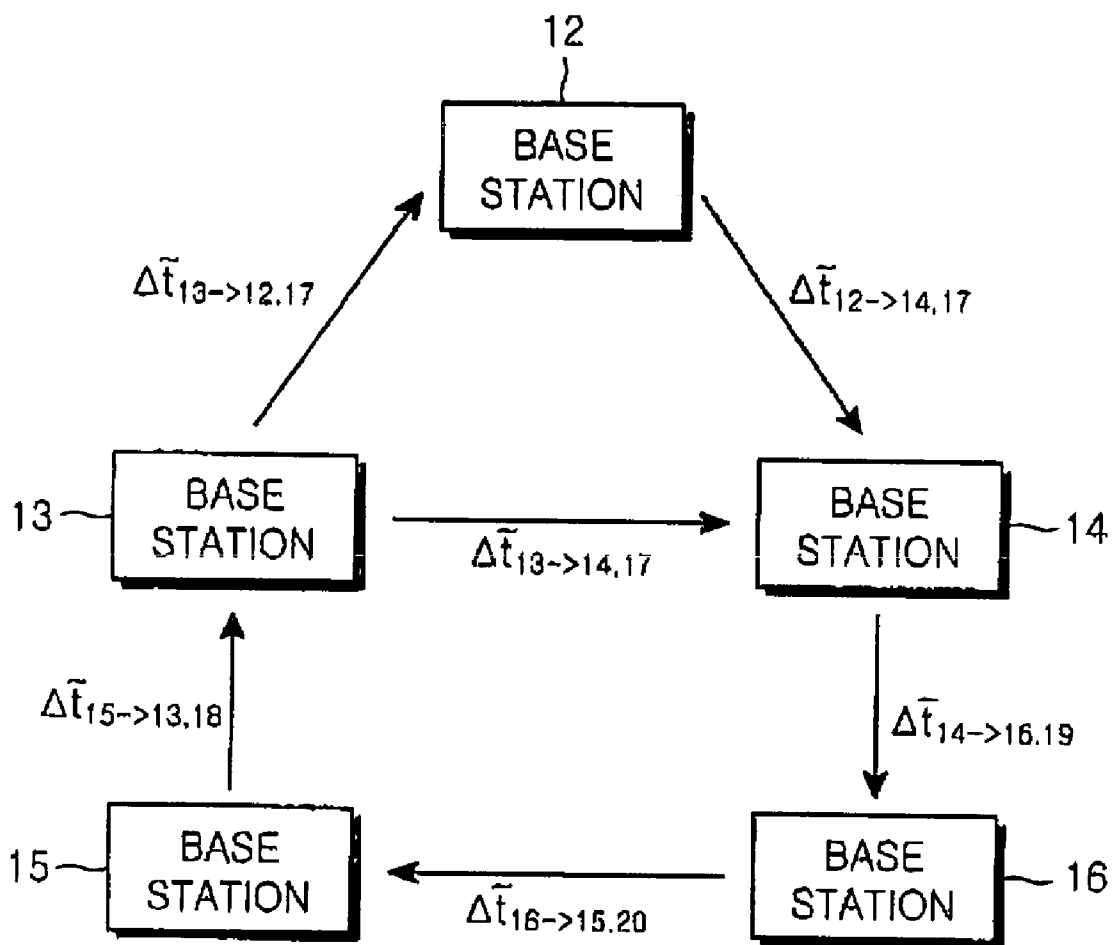 12
BASE
STATION
Δt̃13->12,17
Δt̃12->14,17
13
BASE
STATION
BASE
STATION
14
Δt̃13->14,17
Δt̃15->13,18
Δt̃14->16,19
15
BASE
STATION
BASE
STATION
16
Δt̃16->15,20